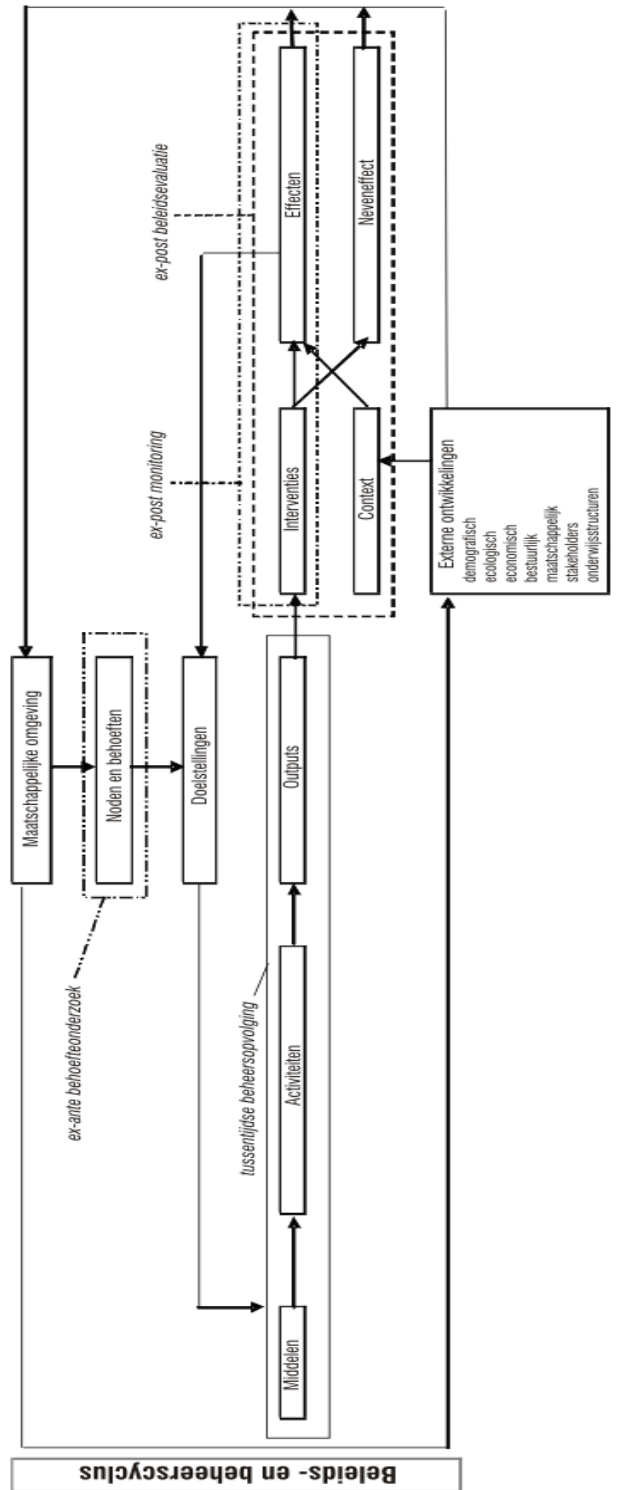 Beleids- en beheerscyclus
Maatschappelijke omgeving
ex-ante behoefteonderzoek
Noden en behoeften
Doelstellingen
ex-post monitoring
ex-post beleidsevaluatie
tussentijdse beheersopvolging
Middelen
Activiteiten
Outputs
Interventies
Effecten
Context
Neveneffect
Externe ontwikkelingen
demografisch
ecologisch
economisch
bestuurlijk
maatschappelijk
stakeholders
onderwijsstructuren